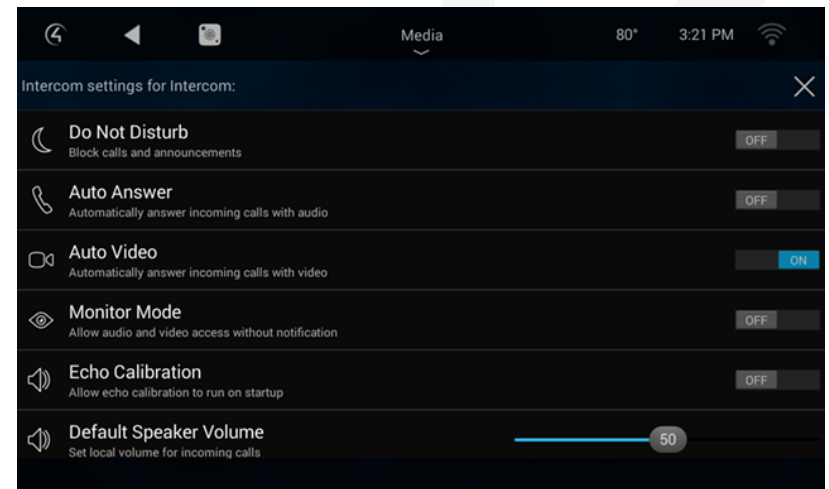 Media 80° 3:21 PM
Intercom settings for Intercom:
Do Not Disturb OFF
Block calls and announcements
Auto Answer OFF
Automatically answer incoming calls with audio
Auto Video ON
Automatically answer incoming calls with video
Monitor Mode OFF
Allow audio and video access without notification
Echo Calibration OFF
Allow echo calibration to run on startup
Default Speaker Volume 50
Set local volume for incoming calls